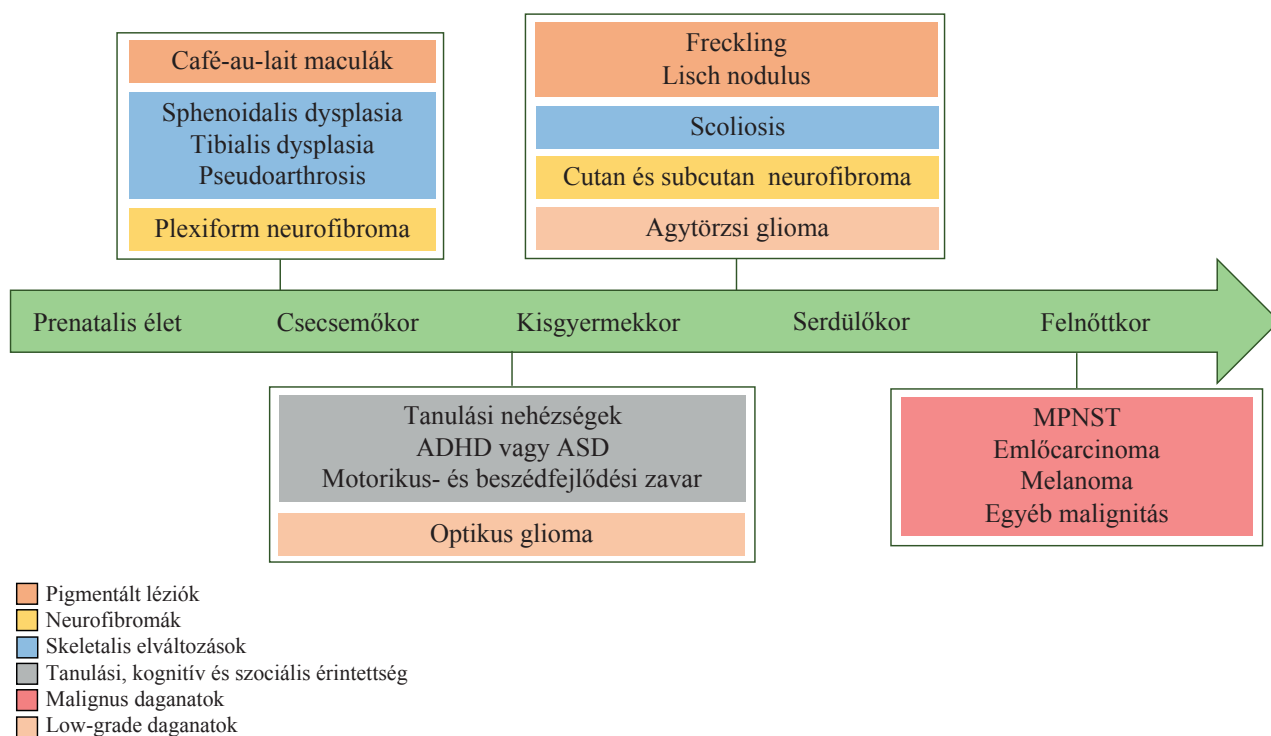 Café-au-lait maculák
Sphenoidalis dysplasia
Tibialis dysplasia
Pseudoarthrosis
Plexiform neurofibroma
Freckling
Lisch nodulus
Scoliosis
Cutan és subcutan neurofibroma
Agytörzsi glioma
Prenatalis élet
Csecsemőkor
Kisgyermekkor
Serdülőkor
Felnőttkor
Tanulási nehézségek
ADHD vagy ASD
Motorikus- és beszédfejlődési zavar
Optikus glioma
MPNST
Emlőcarcinoma
Melanoma
Egyéb malignitás
Pigmentált léziók
Neurofibromák
Skeletalis elváltozások
Tanulási, kognitív és szociális érintettség
Malignus daganatok
Low-grade daganatok